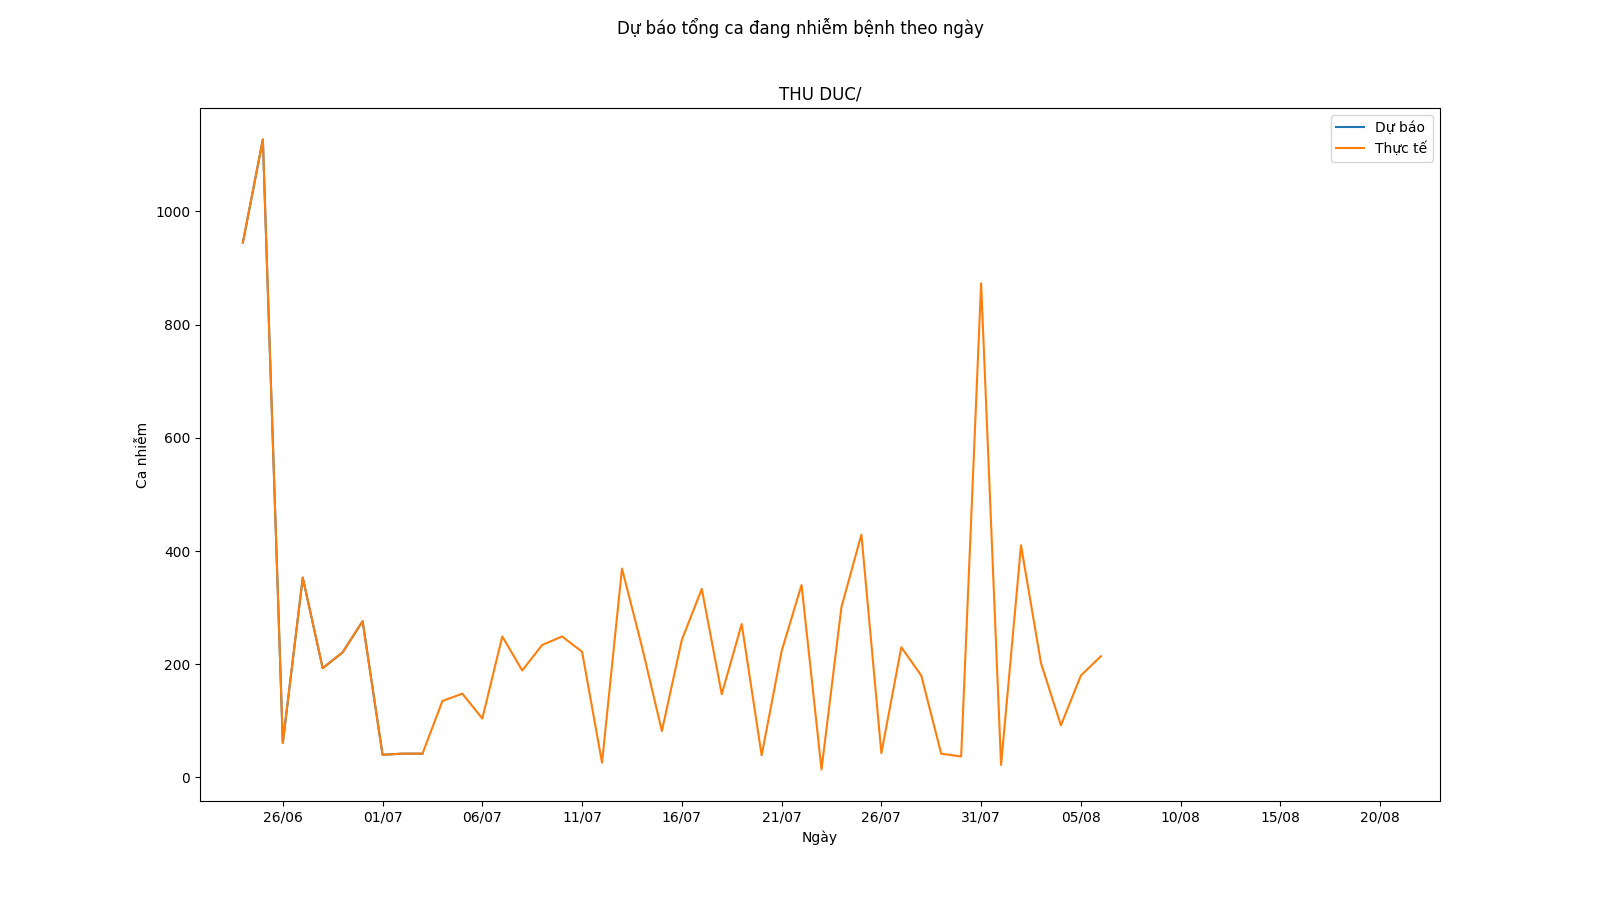 Dự báo tổng ca đang nhiễm bệnh theo ngày
THU DUC/
Dự báo
Thực tế
1000
800
600
400
200
0
Ca nhiễm
26/06 01/07 06/07 11/07 16/07 21/07 26/07 31/07 05/08 10/08 15/08 20/08
Ngày